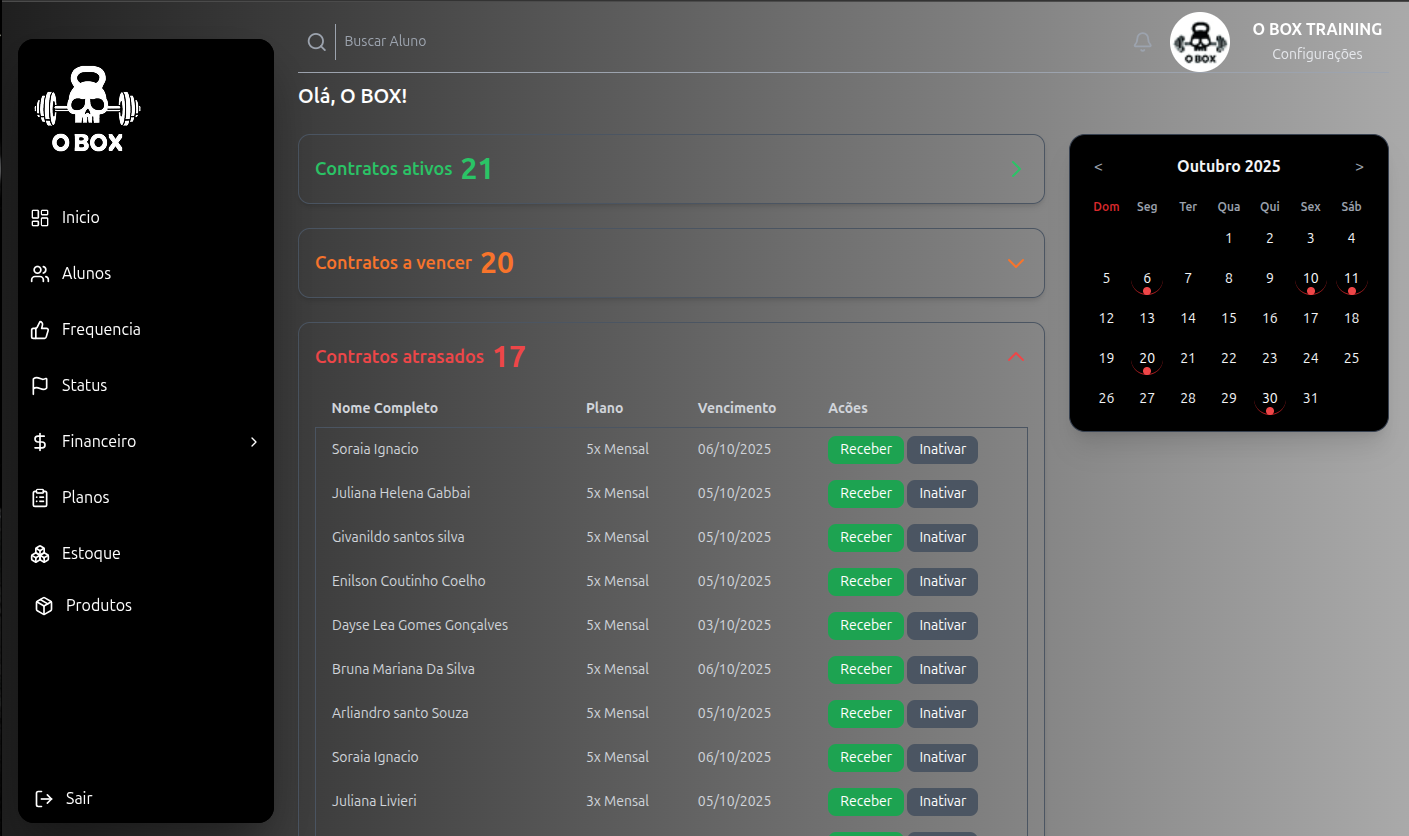 O BOX
Inicio
Alunos
Frequencia
Status
Financeiro
Planos
Estoque
Produtos
Sair
Buscar Aluno
O BOX
O BOX TRAINING
Configurações
Olá, O BOX!
Contratos ativos 21
Contratos a vencer 20
Contratos atrasados 17
Nome Completo Plano Vencimento Acões
Soraia Ignacio 5x Mensal 06/10/2025 Receber Inativar
Juliana Helena Gabbai 5x Mensal 05/10/2025 Receber Inativar
Givanildo santos silva 5x Mensal 05/10/2025 Receber Inativar
Enilson Coutinho Coelho 5x Mensal 05/10/2025 Receber Inativar
Dayse Lea Gomes Gonçalves 5x Mensal 03/10/2025 Receber Inativar
Bruna Mariana Da Silva 5x Mensal 06/10/2025 Receber Inativar
Arliandro santo Souza 5x Mensal 05/10/2025 Receber Inativar
Soraia Ignacio 5x Mensal 06/10/2025 Receber Inativar
Juliana Livieri 3x Mensal 05/10/2025 Receber Inativar
< Outubro 2025 >
Dom Seg Ter Qua Qui Sex Sáb
1 2 3 4
5 6 7 8 9 10 11
12 13 14 15 16 17 18
19 20 21 22 23 24 25
26 27 28 29 30 31